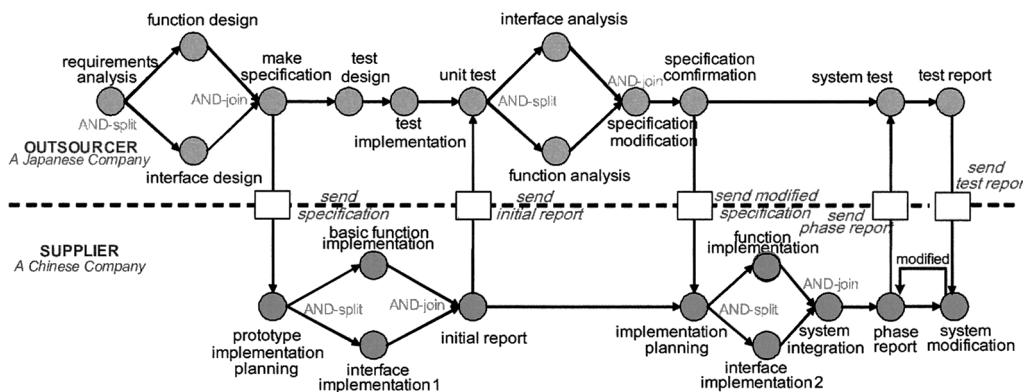 function design
interface analysis
requirements
analysis
make
specification
test
design
unit test
specification
comfirmation
system test
test report
AND-join
AND-split
AND-join
AND-split
test
implementation
specification
modification
OUTSOURCER
A Japanese Company
interface design
function analysis
send
test report
send
specification
send
initial report
send modified
specification
send
phase report
SUPPLIER
A Chinese Company
basic function
implementation
function
implementation
modified
AND-split
AND-join
AND-split
AND-join
prototype
implementation
planning
initial report
implementation
planning
system
integration
phase
report
system
modification
interface
implementation1
interface
implementation2